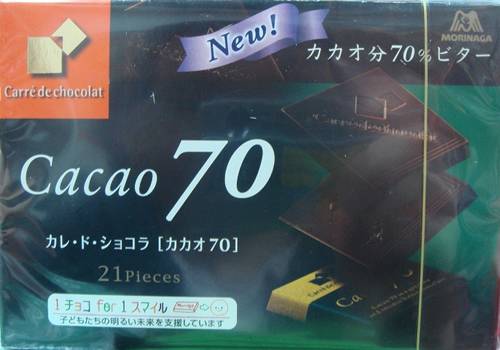 Carré de chocolat
New!
MORINAGA
カカオ分70%ビター
Cacao 70
カレ・ド・ショコラ [カカオ70]
21Pieces
1チョコ for 1スマイル
子どもたちの明るい未来を支援しています
Ca 70